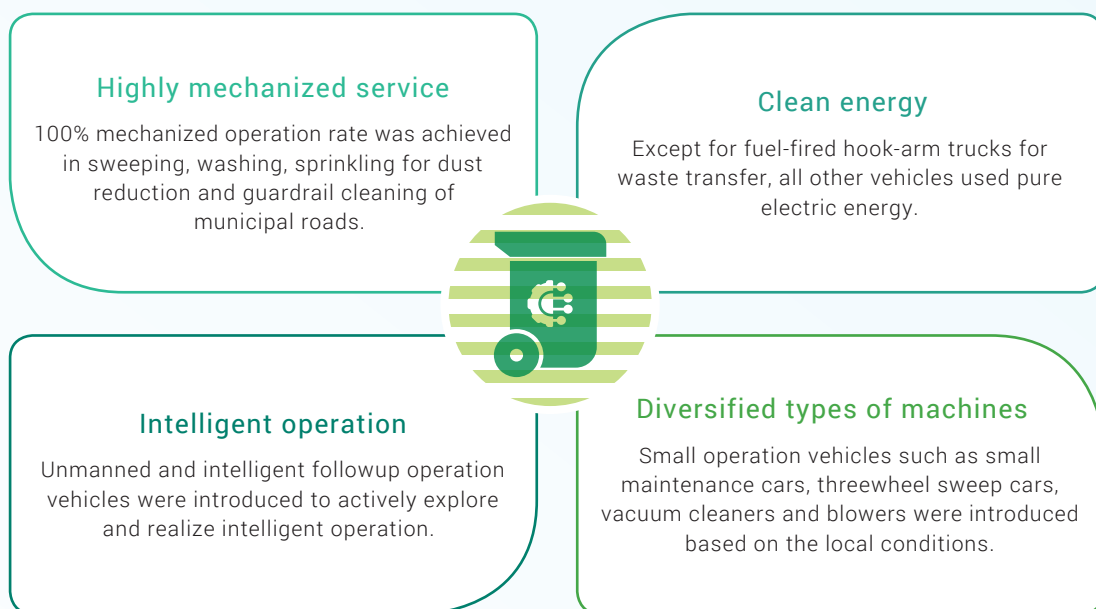 Highly mechanized service
100% mechanized operation rate was achieved
in sweeping, washing, sprinkling for dust
reduction and guardrail cleaning of
municipal roads.
Clean energy
Except for fuel-fired hook-arm trucks for
waste transfer, all other vehicles used pure
electric energy.
Intelligent operation
Unmanned and intelligent followup operation
vehicles were introduced to actively explore
and realize intelligent operation.
Diversified types of machines
Small operation vehicles such as small
maintenance cars, threewheel sweep cars,
vacuum cleaners and blowers were introduced
based on the local conditions.